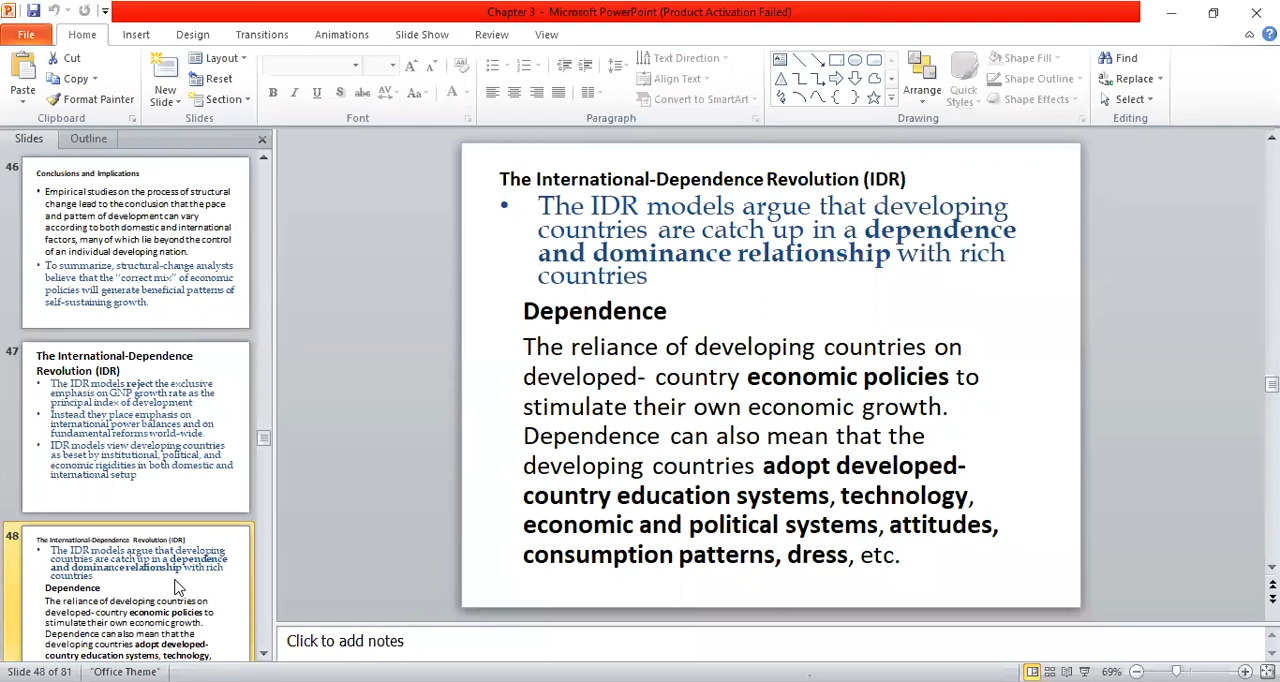 Chapter 3 - Microsoft PowerPoint (Product Activation Failed)
File Home Insert Design Transitions Animations Slide Show Review View
Paste
Cut
Copy
Format Painter
Clipboard
New Slide
Layout
Reset
Section
Slides
B I U S abc AV Aa A
Font
Text Direction
Align Text
Convert to SmartArt
Paragraph
Arrange
Quick Styles
Shape Fill
Shape Outline
Shape Effects
Drawing
Find
Replace
Select
Editing
Slides Outline
46
Conclusions and Implications
• Empirical studies on the process of structural
change lead to the conclusion that the pace
and pattern of development can vary
according to both domestic and international
factors, many of which lie beyond the control
of an individual developing nation.
• To summarize, structural-change analysts
believe that the “correct mix” of economic
policies will generate beneficial patterns of
self-sustaining growth.
47
The International-Dependence
Revolution (IDR)
• The IDR models reject the exclusive
emphasis on GNP growth rate as the
principal index of development
• Instead they place emphasis on
international power balances and on
fundamental reforms world-wide.
• IDR models view developing countries
as beset by institutional, political, and
economic rigidities in both domestic and
international setup
48
The International-Dependence Revolution (IDR)
• The IDR models argue that developing
countries are catch up in a dependence
and dominance relationship with rich
countries
Dependence
The reliance of developing countries on
developed- country economic policies to
stimulate their own economic growth.
Dependence can also mean that the
developing countries adopt developed-
country education systems, technology,
The International-Dependence Revolution (IDR)
• The IDR models argue that developing
countries are catch up in a dependence
and dominance relationship with rich
countries
Dependence
The reliance of developing countries on
developed- country economic policies to
stimulate their own economic growth.
Dependence can also mean that the
developing countries adopt developed-
country education systems, technology,
economic and political systems, attitudes,
consumption patterns, dress, etc.
Click to add notes
Slide 48 of 81 "Office Theme" 69%